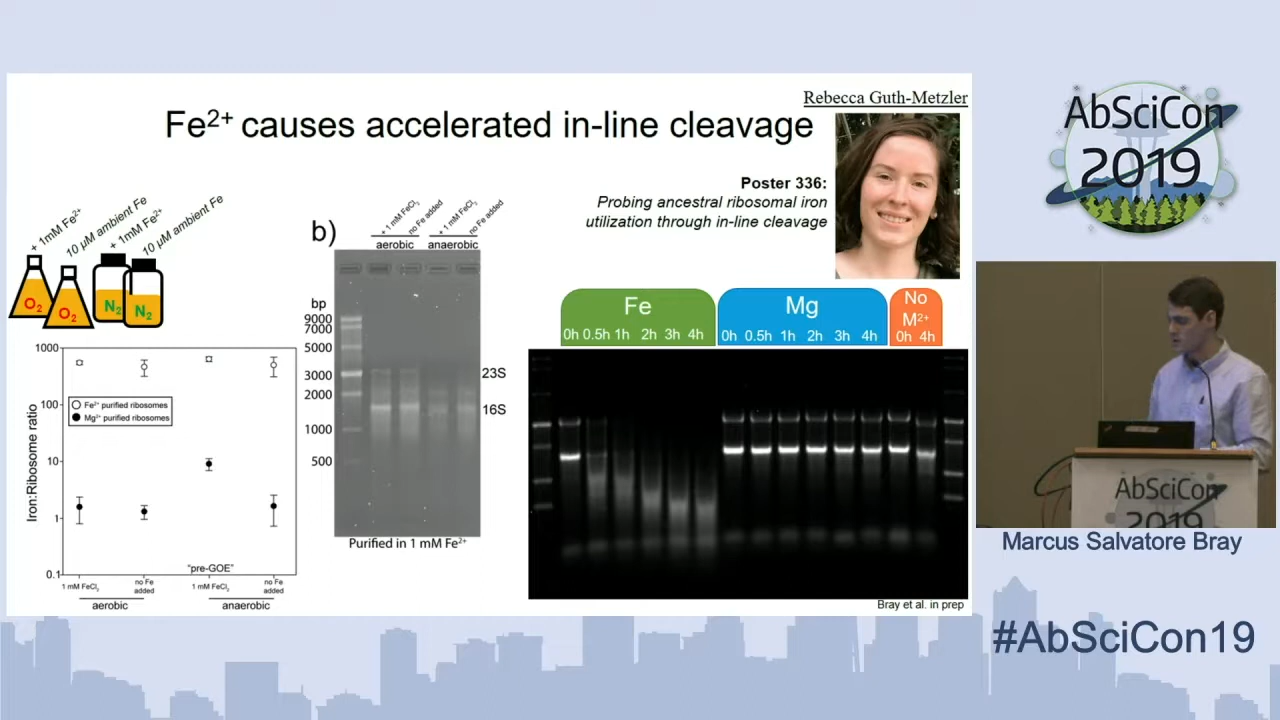 Fe2+ causes accelerated in-line cleavage
Rebecca Guth-Metzler
Poster 336:
Probing ancestral ribosomal iron
utilization through in-line cleavage
+ 1mM Fe2+
10 μM ambient Fe
+ 1mM Fe2+
10 μM ambient Fe
O2
O2
N2
N2
1000
100
10
1
0.1
Iron:Ribosome ratio
Fe2+ purified ribosomes
Mg2+ purified ribosomes
"pre-GOE"
1 mM FeCl2
no Fe
added
1 mM FeCl2
no Fe
added
aerobic
anaerobic
b)
+ 1 mM FeCl2
no Fe added
+ 1 mM FeCl2
no Fe added
aerobic
anaerobic
bp
9000
7000
5000
3000
2000
1000
500
23S
16S
Purified in 1 mM Fe2+
Fe
0h 0.5h 1h 2h 3h 4h
Mg
0h 0.5h 1h 2h 3h 4h
No
M2+
0h 4h
Bray et al. in prep
AbSciCon
2019
AbSciCon
2019
Marcus Salvatore Bray
#AbSciCon19